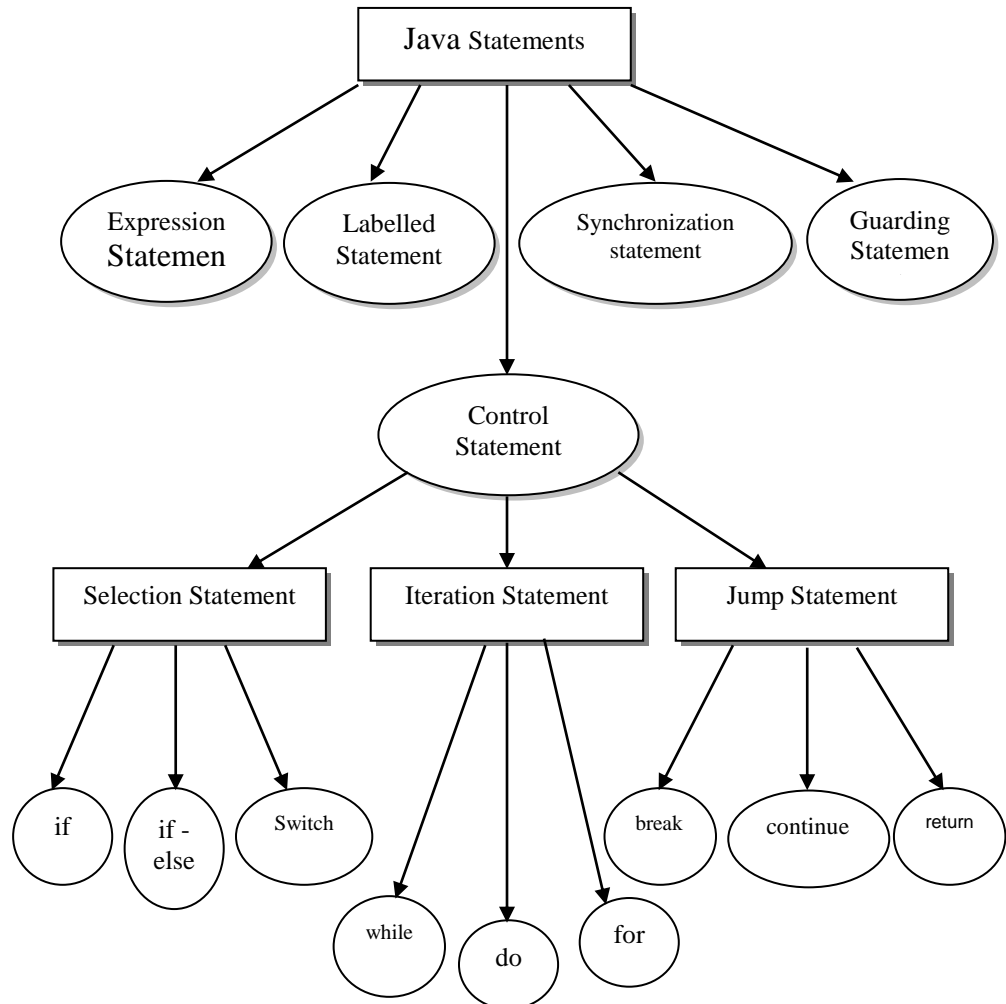 Java Statements
Expression
Statemen
Labelled
Statement
Synchronization
statement
Guarding
Statemen
Control
Statement
Selection Statement
Iteration Statement
Jump Statement
if
if -
else
Switch
break
continue
return
while
do
for